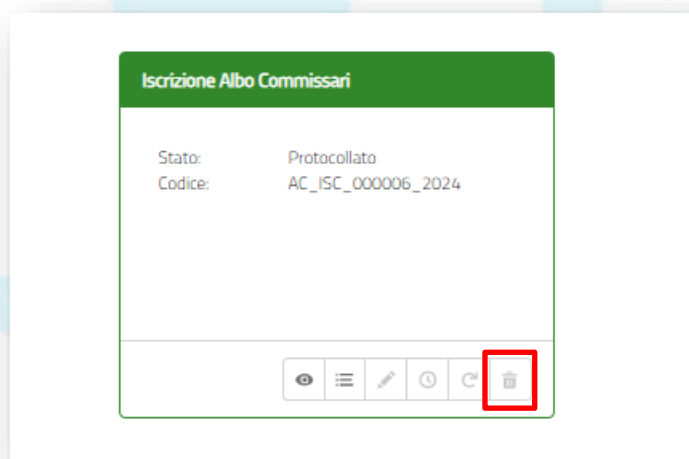 Iscrizione Albo Commissari
Stato: Protocollato
Codice: AC_ISC_000006_2024